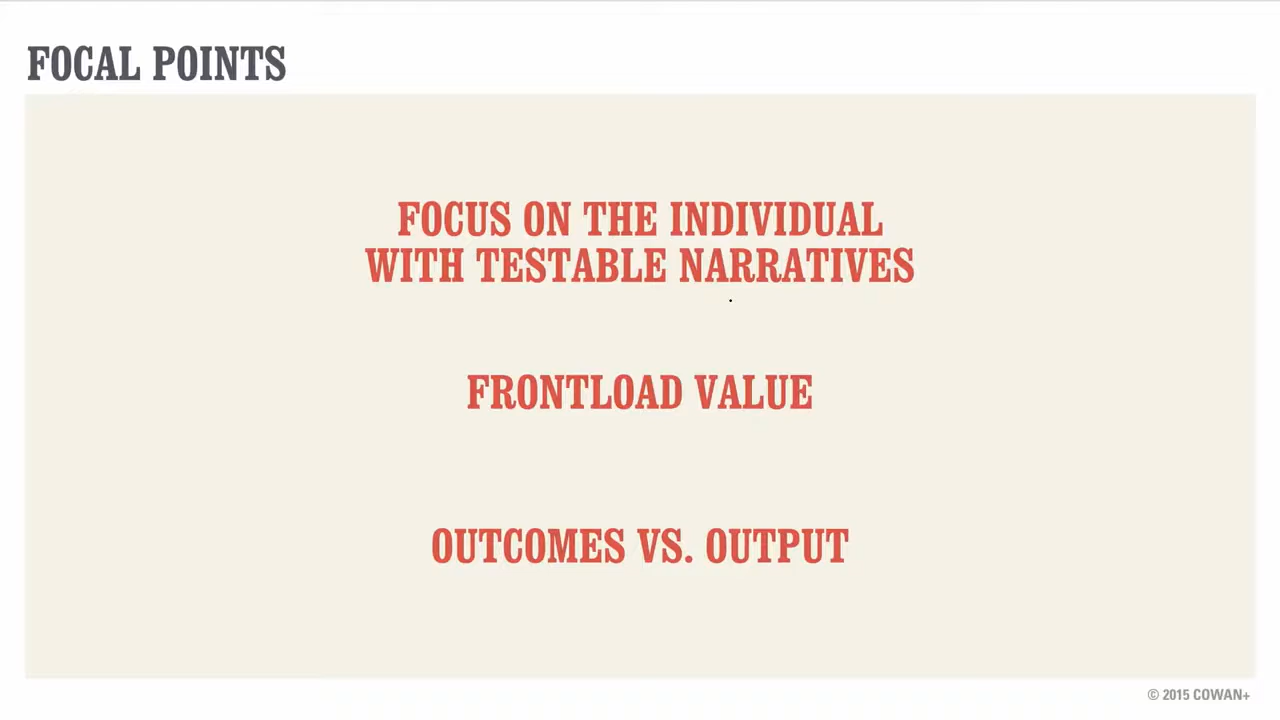 FOCAL POINTS
FOCUS ON THE INDIVIDUAL
WITH TESTABLE NARRATIVES
FRONTLOAD VALUE
OUTCOMES VS. OUTPUT
© 2015 COWAN+